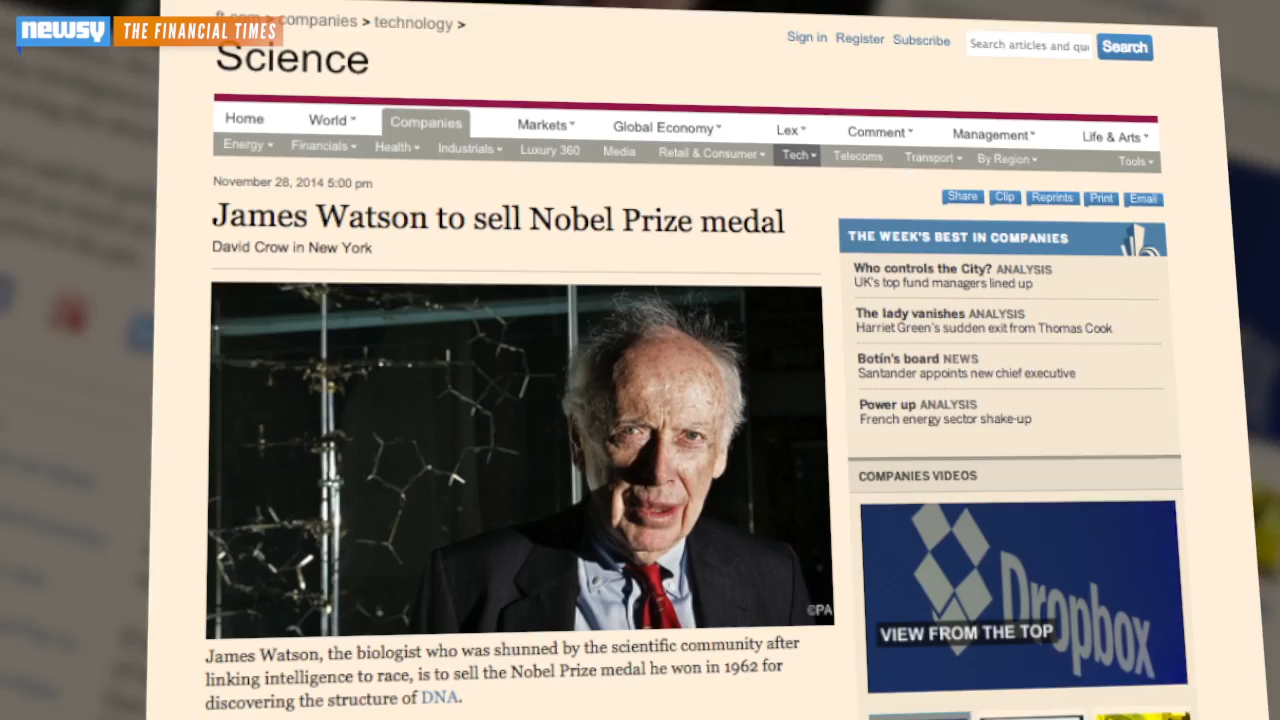 newsy THE FINANCIAL TIMES
ft.com > companies > technology >
Science
Sign in Register Subscribe
Search articles and quo
Search
Home World Companies Markets Global Economy Lex Comment Management Life & Arts
Energy Financials Health Industrials Luxury 360 Media Retail & Consumer Tech Telecoms Transport By Region Tools
November 28, 2014 5:00 pm
Share Clip Reprints Print Email
James Watson to sell Nobel Prize medal
David Crow in New York
©PA
James Watson, the biologist who was shunned by the scientific community after
linking intelligence to race, is to sell the Nobel Prize medal he won in 1962 for
discovering the structure of DNA.
THE WEEK'S BEST IN COMPANIES
Who controls the City? ANALYSIS
UK's top fund managers lined up
The lady vanishes ANALYSIS
Harriet Green's sudden exit from Thomas Cook
Botín's board NEWS
Santander appoints new chief executive
Power up ANALYSIS
French energy sector shake-up
COMPANIES VIDEOS
Dropbox
VIEW FROM THE TOP